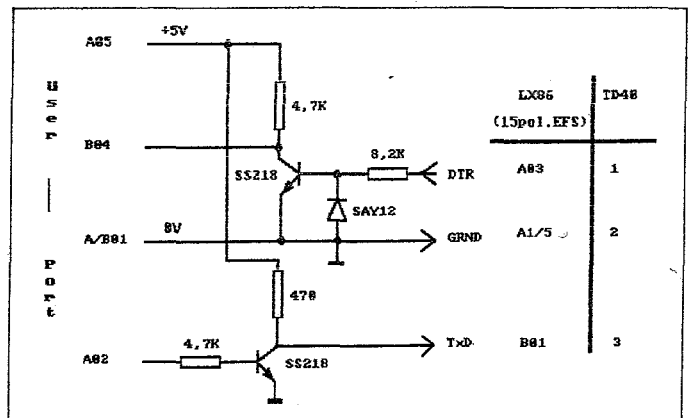 A05 +5V
User Port
4,7K
LX86 TD40
(15pol.EFS)
B04
8,2K
SS218
DTR A03 1
SAY12
A/B01 0V
GRND A1/5 2
470
4,7K
TxD B01 3
A02
SS218